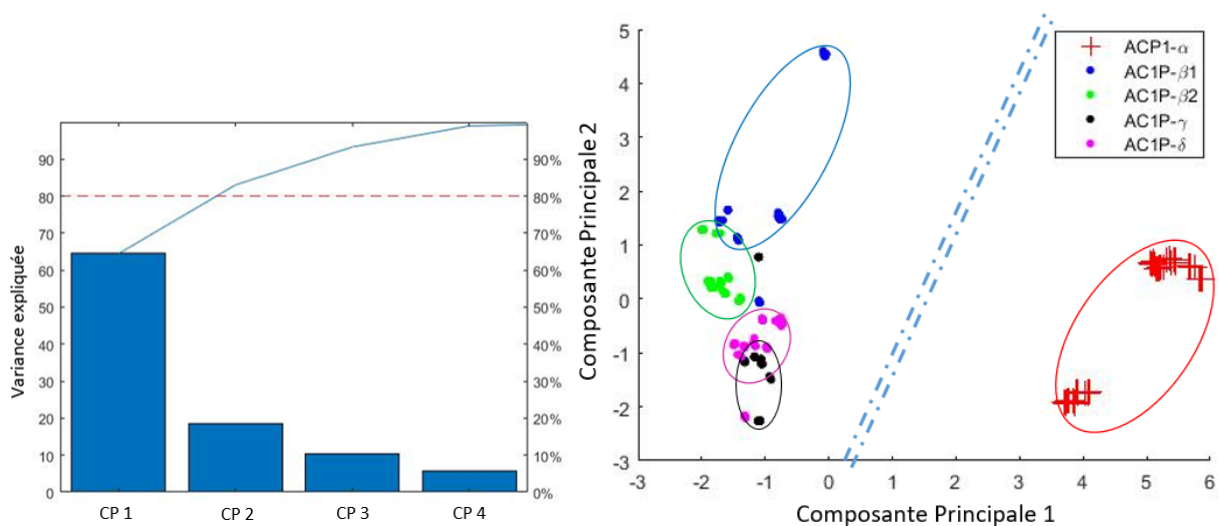 Variance expliquée
90
80
70
60
50
40
30
20
10
0
90%
80%
70%
60%
50%
40%
30%
20%
10%
0%
CP 1 CP 2 CP 3 CP 4
Composante Principale 2
5
4
3
2
1
0
-1
-2
-3
-3 -2 -1 0 1 2 3 4 5 6
Composante Principale 1
ACP1-α
AC1P-β1
AC1P-β2
AC1P-γ
AC1P-δ